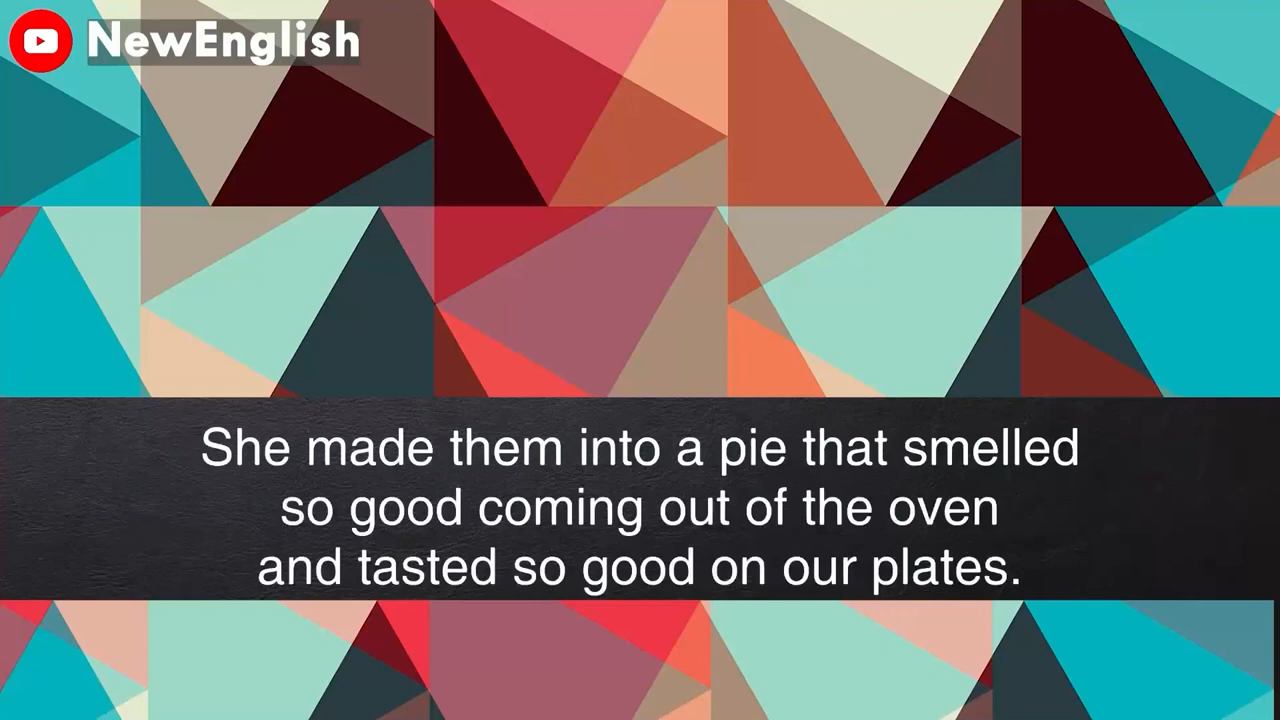 NewEnglish
She made them into a pie that smelled
so good coming out of the oven
and tasted so good on our plates.